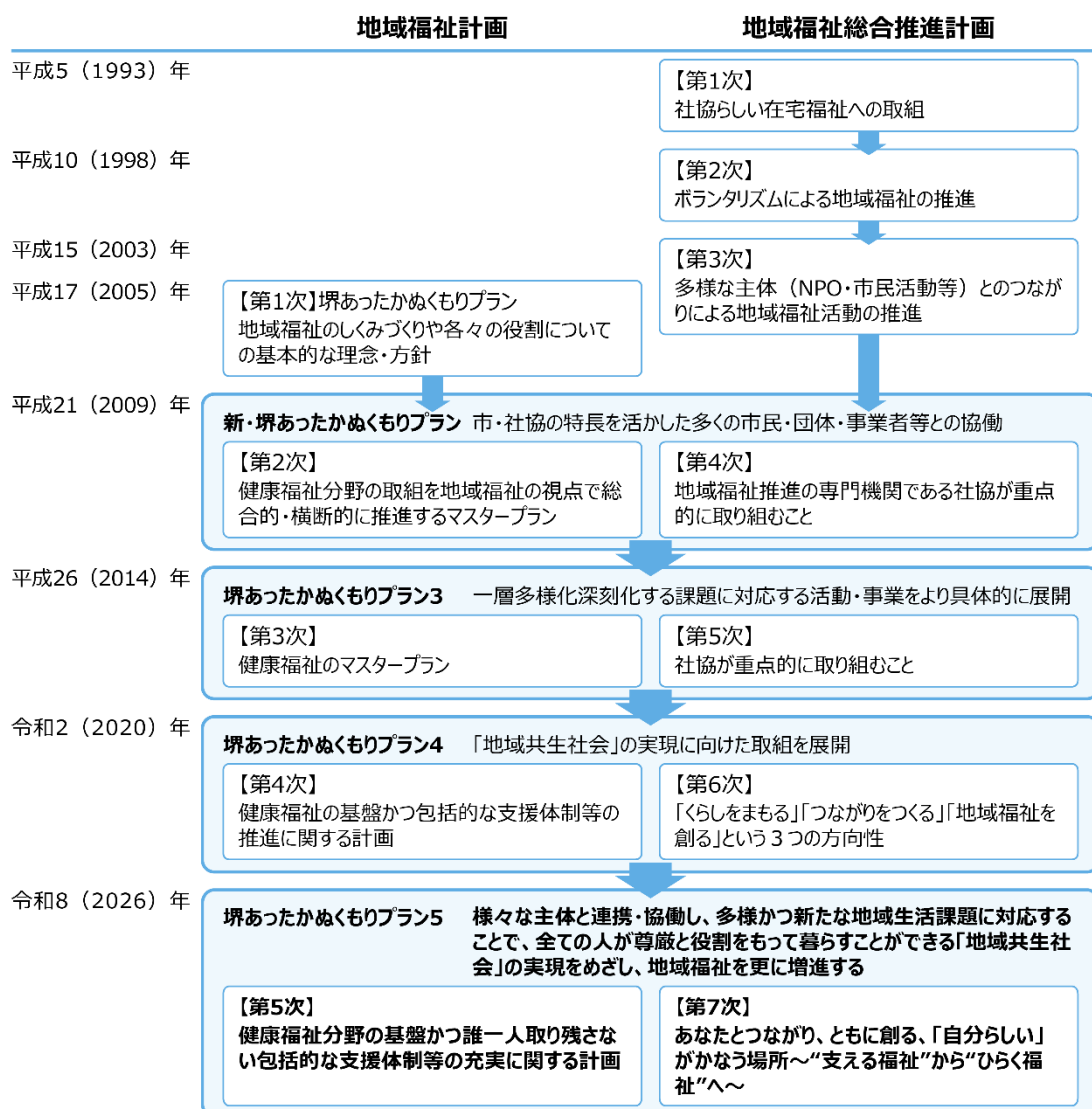 地域福祉計画
地域福祉総合推進計画
平成5（1993）年
【第1次】
社協らしい在宅福祉への取組
平成10（1998）年
【第2次】
ボランタリズムによる地域福祉の推進
平成15（2003）年
【第3次】
多様な主体（NPO・市民活動等）とのつなが
りによる地域福祉活動の推進
平成17（2005）年
【第1次】堺あったかぬくもりプラン
地域福祉のしくみづくりや各々の役割について
の基本的な理念・方針
平成21（2009）年
新・堺あったかぬくもりプラン 市・社協の特長を活かした多くの市民・団体・事業者等との協働
【第2次】
健康福祉分野の取組を地域福祉の視点で総
合的・横断的に推進するマスタープラン
【第4次】
地域福祉推進の専門機関である社協が重点
的に取り組むこと
平成26（2014）年
堺あったかぬくもりプラン3 一層多様化深刻化する課題に対応する活動・事業をより具体的に展開
【第3次】
健康福祉のマスタープラン
【第5次】
社協が重点的に取り組むこと
令和2（2020）年
堺あったかぬくもりプラン4 「地域共生社会」の実現に向けた取組を展開
【第4次】
健康福祉の基盤かつ包括的な支援体制等の
推進に関する計画
【第6次】
「くらしをまもる」「つながりをつくる」「地域福祉を
創る」という３つの方向性
令和8（2026）年
堺あったかぬくもりプラン5 様々な主体と連携・協働し、多様かつ新たな地域生活課題に対応する
ことで、全ての人が尊厳と役割をもって暮らすことができる「地域共生社
会」の実現をめざし、地域福祉を更に増進する
【第5次】
健康福祉分野の基盤かつ誰一人取り残さな
い包括的な支援体制等の充実に関する計画
【第7次】
あなたとつながり、ともに創る、「自分らしい」
がかなう場所～“支える福祉”から“ひらく福
祉”へ～